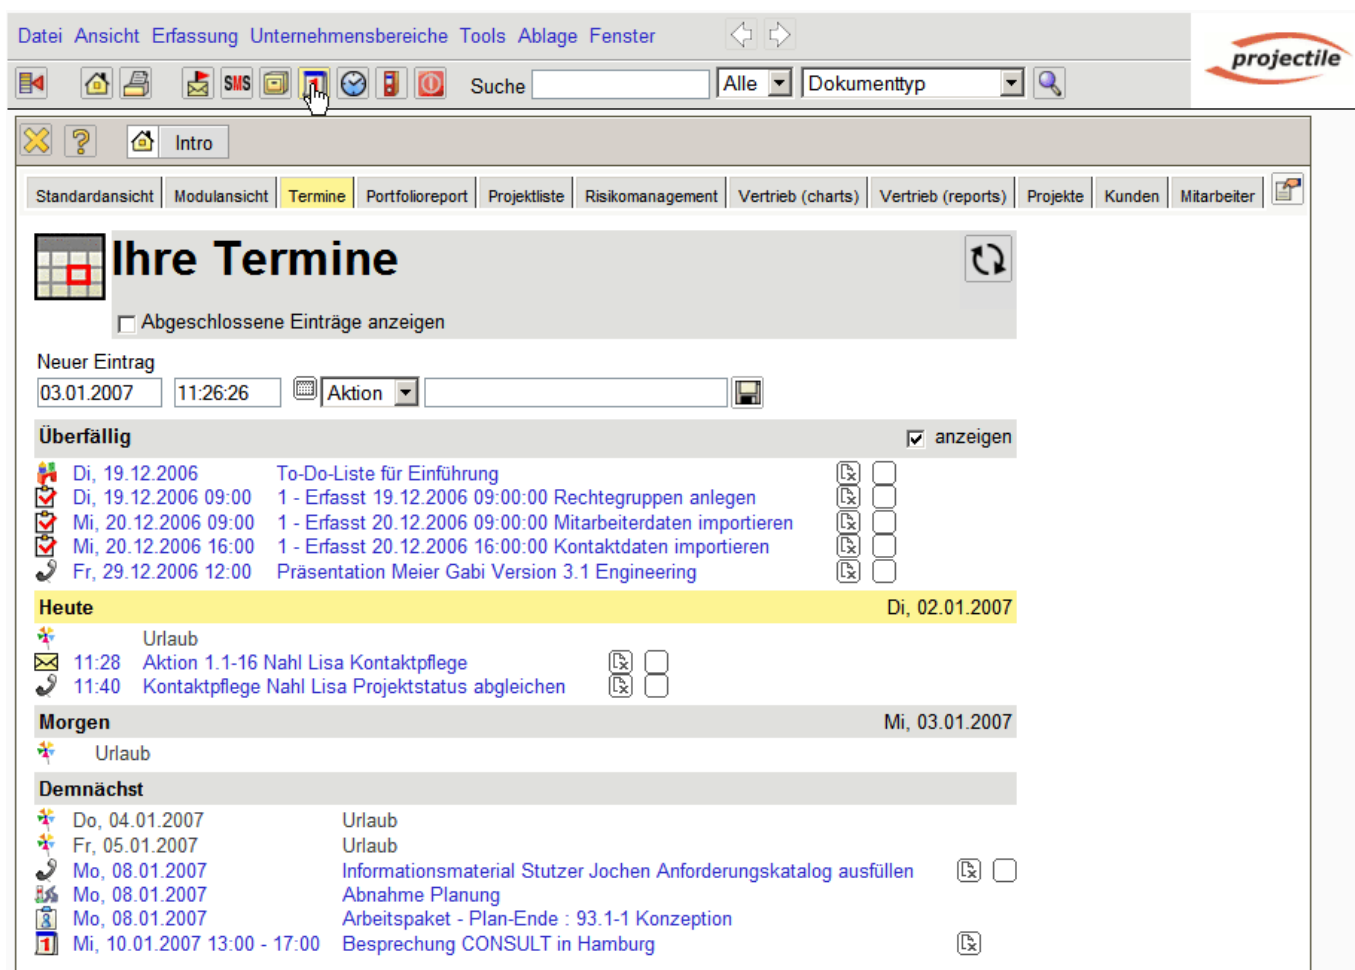 Datei Ansicht Erfassung Unternehmensbereiche Tools Ablage Fenster
projectile
SMS 1 Suche Alle Dokumenttyp
Intro
Standardansicht Modulansicht Termine Portfolioreport Projektliste Risikomanagement Vertrieb (charts) Vertrieb (reports) Projekte Kunden Mitarbeiter
Ihre Termine
Abgeschlossene Einträge anzeigen
Neuer Eintrag
03.01.2007 11:26:26 Aktion
Überfällig anzeigen
Di, 19.12.2006 To-Do-Liste für Einführung
Di, 19.12.2006 09:00 1 - Erfasst 19.12.2006 09:00:00 Rechtegruppen anlegen
Mi, 20.12.2006 09:00 1 - Erfasst 20.12.2006 09:00:00 Mitarbeiterdaten importieren
Mi, 20.12.2006 16:00 1 - Erfasst 20.12.2006 16:00:00 Kontaktdaten importieren
Fr, 29.12.2006 12:00 Präsentation Meier Gabi Version 3.1 Engineering
Heute Di, 02.01.2007
Urlaub
11:28 Aktion 1.1-16 Nahl Lisa Kontaktpflege
11:40 Kontaktpflege Nahl Lisa Projektstatus abgleichen
Morgen Mi, 03.01.2007
Urlaub
Demnächst
Do, 04.01.2007 Urlaub
Fr, 05.01.2007 Urlaub
Mo, 08.01.2007 Informationsmaterial Stutzer Jochen Anforderungskatalog ausfüllen
Mo, 08.01.2007 Abnahme Planung
Mo, 08.01.2007 Arbeitspaket - Plan-Ende : 93.1-1 Konzeption
1 Mi, 10.01.2007 13:00 - 17:00 Besprechung CONSULT in Hamburg